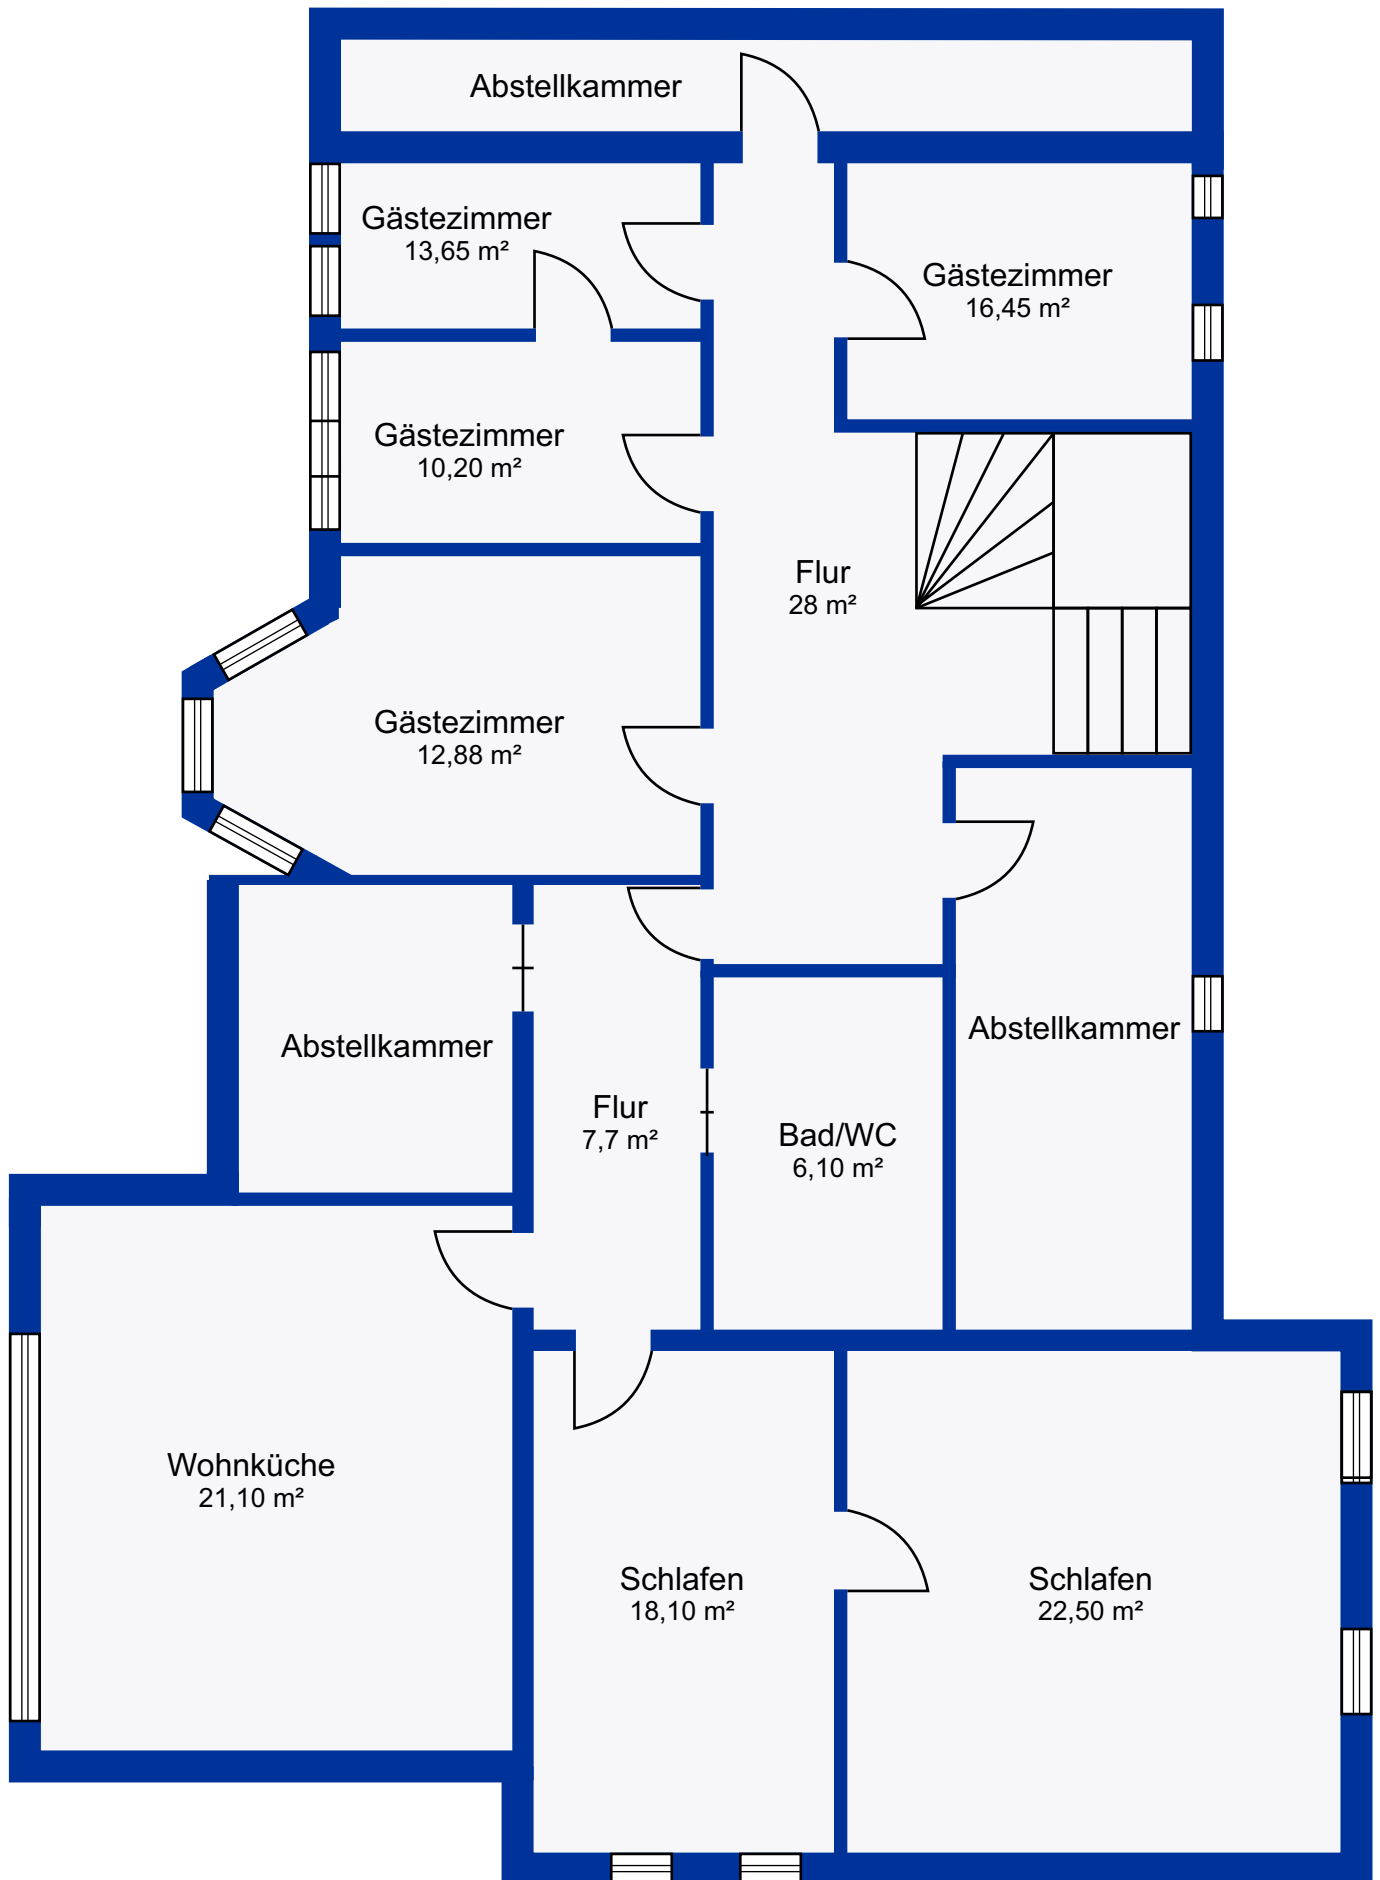 Abstellkammer
Gästezimmer
13,65 m²
Gästezimmer
16,45 m²
Gästezimmer
10,20 m²
Flur
28 m²
Gästezimmer
12,88 m²
Abstellkammer
Abstellkammer
Flur
7,7 m²
Bad/WC
6,10 m²
Wohnküche
21,10 m²
Schlafen
18,10 m²
Schlafen
22,50 m²